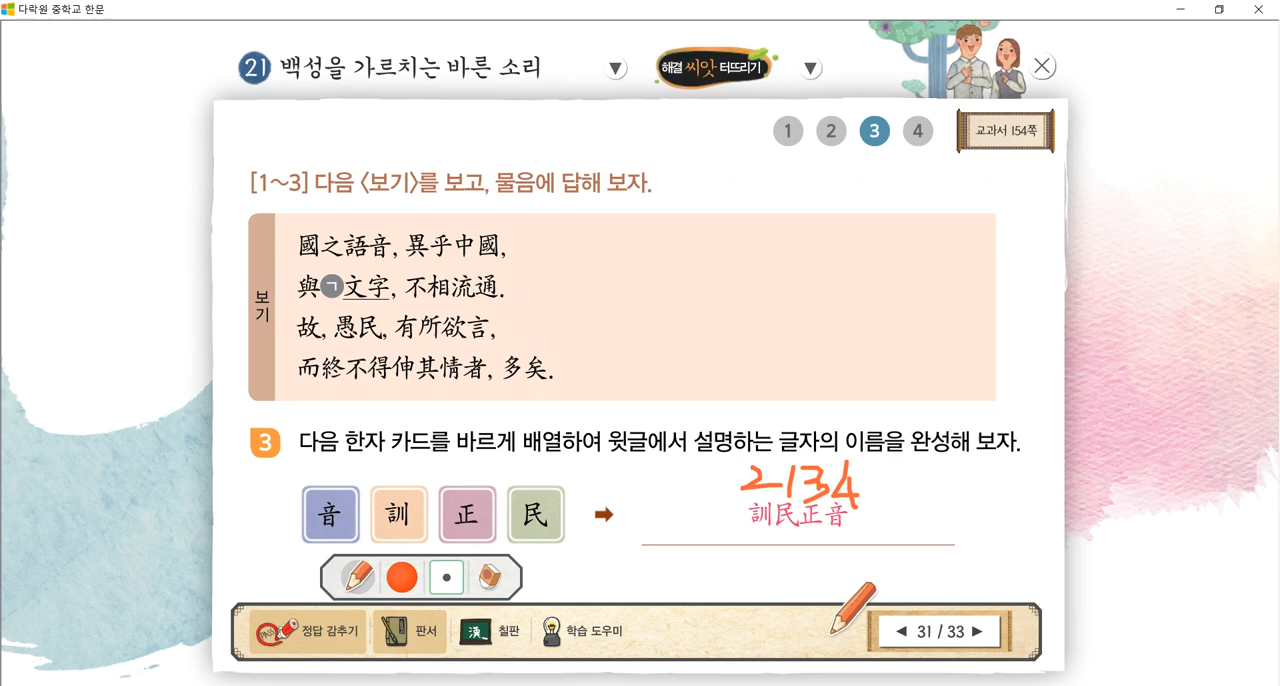 다락원 중학교 한문
21 백성을 가르치는 바른 소리 ▼
해결 씨앗 터뜨리기 ▼
1 2 3 4
교과서 154쪽
[1~3] 다음 〈보기〉를 보고, 물음에 답해 보자.
보기
國之語音, 異乎中國,
與㉠文字, 不相流通.
故, 愚民, 有所欲言,
而終不得伸其情者, 多矣.
3 다음 한자 카드를 바르게 배열하여 윗글에서 설명하는 글자의 이름을 완성해 보자.
2134
音 訓 正 民 ➡ 訓民正音
정답 감추기 판서 漢 칠판 학습 도우미
◀ 31 / 33 ▶